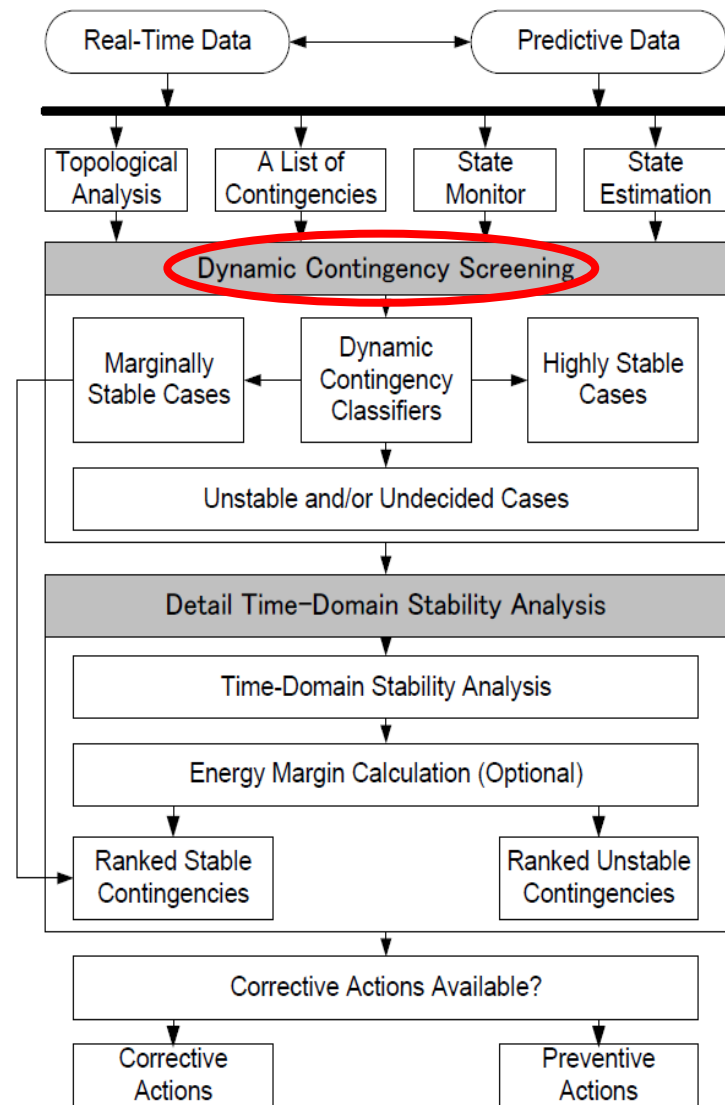 Real-Time Data
Predictive Data
Topological
Analysis
A List of
Contingencies
State
Monitor
State
Estimation
Dynamic Contingency Screening
Marginally
Stable Cases
Dynamic
Contingency
Classifiers
Highly Stable
Cases
Unstable and/or Undecided Cases
Detail Time-Domain Stability Analysis
Time-Domain Stability Analysis
Energy Margin Calculation (Optional)
Ranked Stable
Contingencies
Ranked Unstable
Contingencies
Corrective Actions Available?
Corrective
Actions
Preventive
Actions